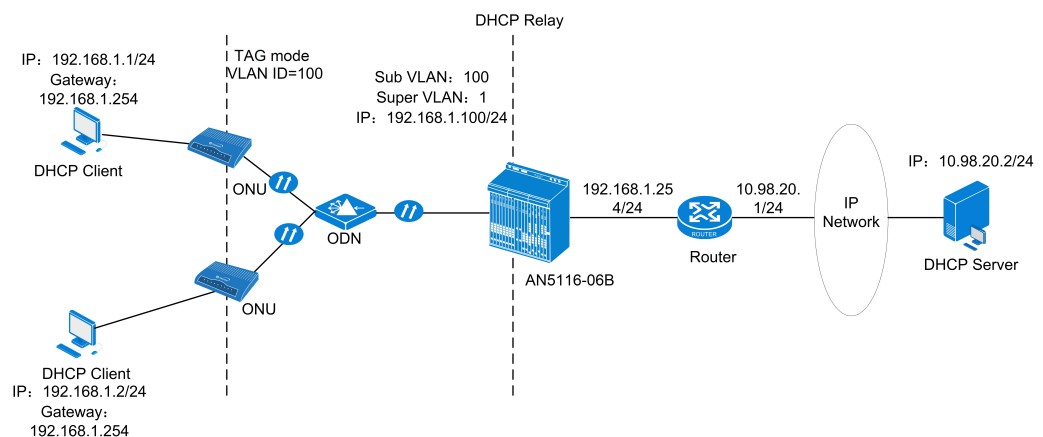 DHCP Relay
IP：192.168.1.1/24
Gateway：
192.168.1.254
DHCP Client
TAG mode
VLAN ID=100
Sub VLAN：100
Super VLAN：1
IP：192.168.1.100/24
ONU
ODN
ONU
AN5116-06B
192.168.1.25
4/24
ROUTER
Router
10.98.20.
1/24
IP
Network
IP：10.98.20.2/24
DHCP Server
DHCP Client
IP：192.168.1.2/24
Gateway：
192.168.1.254